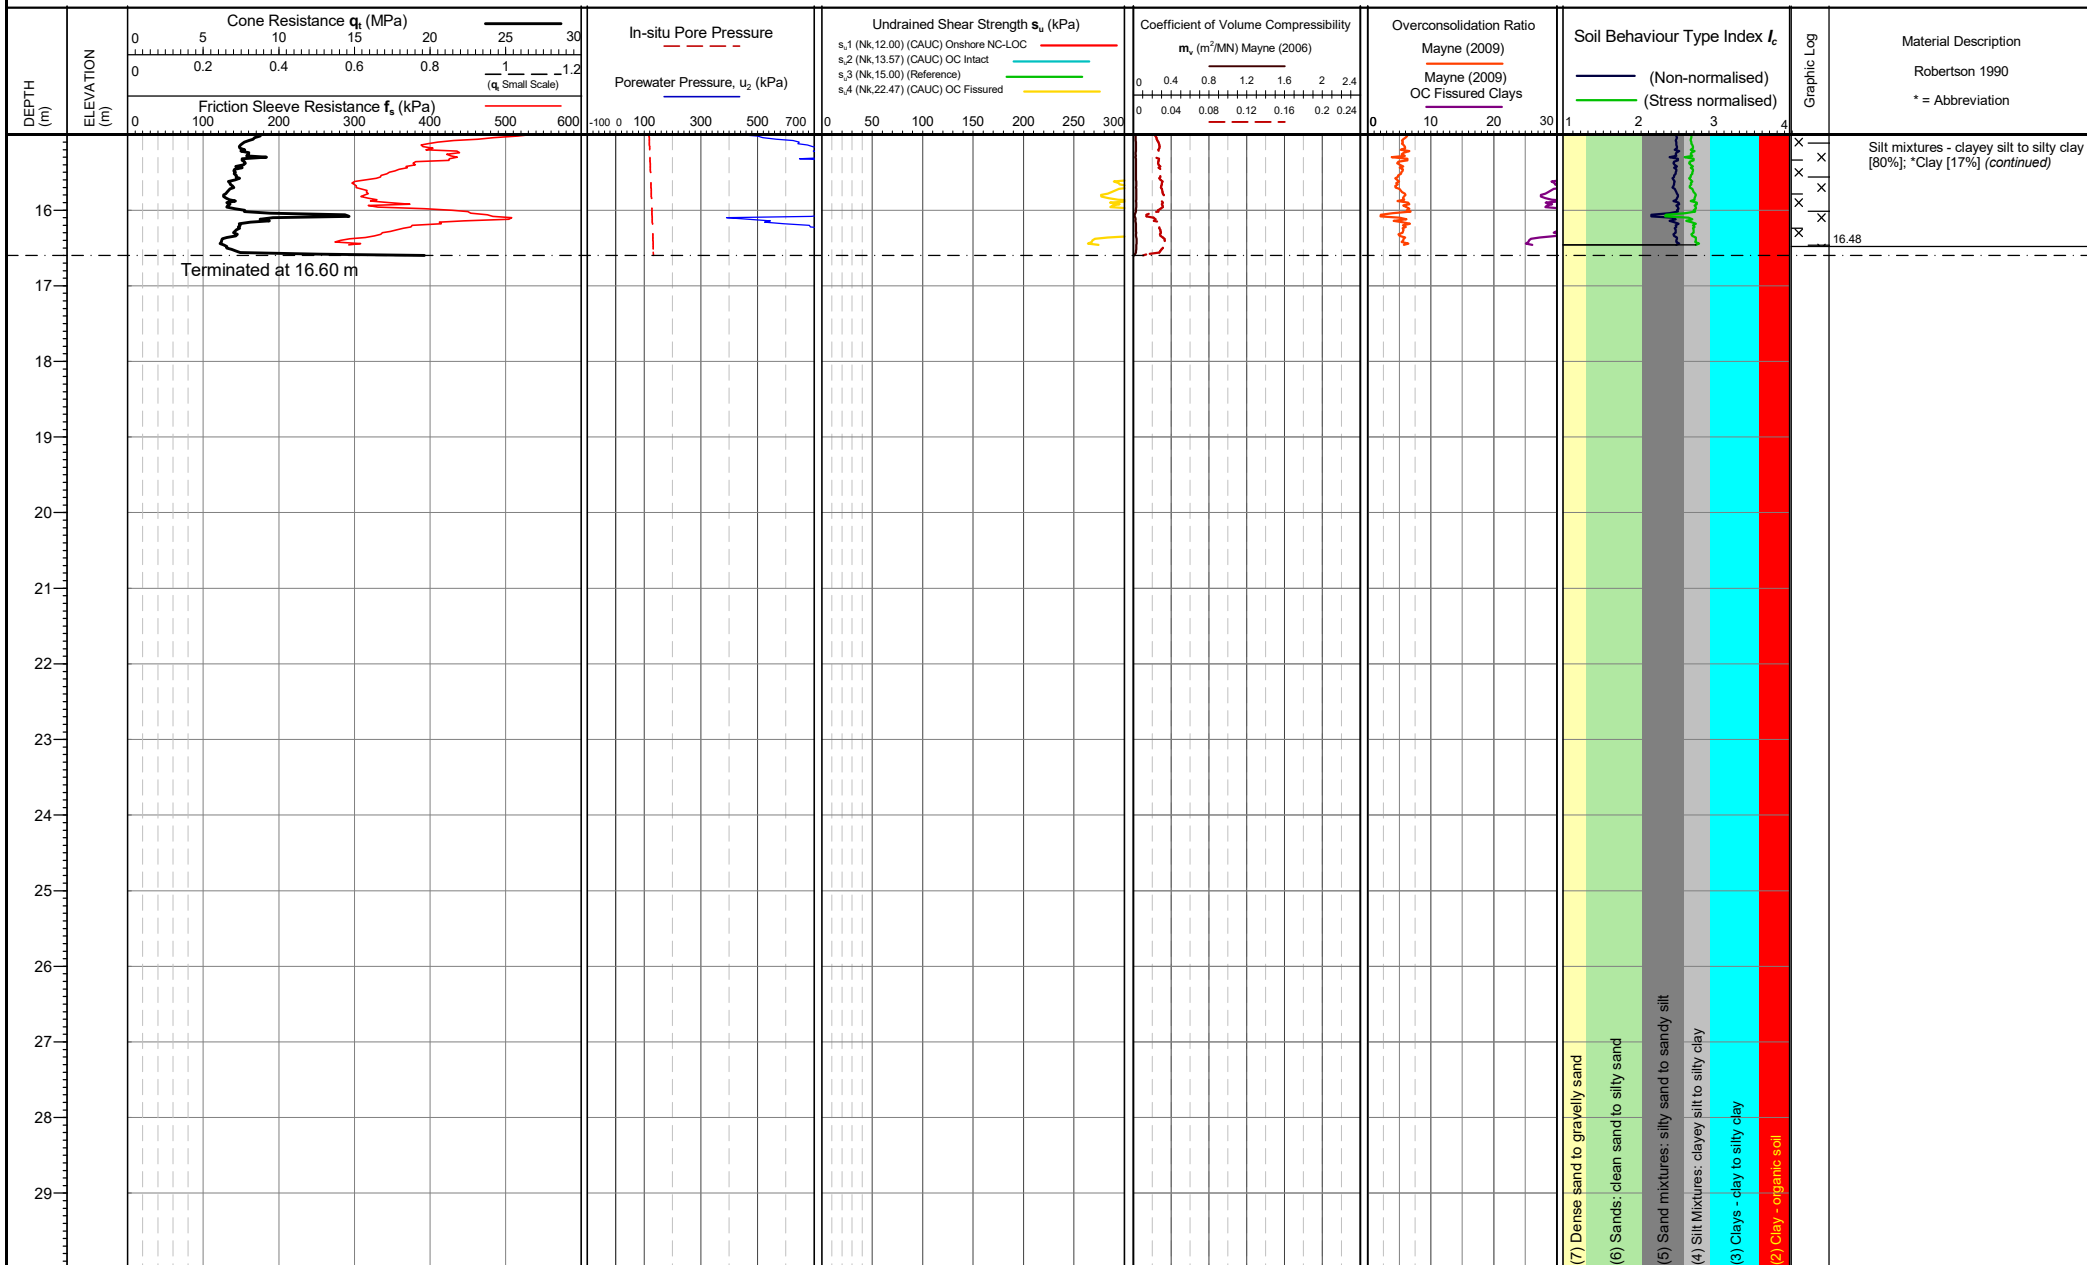 DEPTH
(m)
ELEVATION
(m)
Cone Resistance qt (MPa)
0 5 10 15 20 25 30
0 0.2 0.4 0.6 0.8 1 1.2
(qt Small Scale)
Friction Sleeve Resistance fs (kPa)
0 100 200 300 400 500 600
In-situ Pore Pressure
Porewater Pressure, u2 (kPa)
-100 0 100 300 500 700
Undrained Shear Strength su (kPa)
su1 (Nk,12.00) (CAUC) Onshore NC-LOC
su2 (Nk,13.57) (CAUC) OC Intact
su3 (Nk,15.00) (Reference)
su4 (Nk,22.47) (CAUC) OC Fissured
0 50 100 150 200 250 300
Coefficient of Volume Compressibility
mv (m²/MN) Mayne (2006)
0 0.4 0.8 1.2 1.6 2 2.4
0 0.04 0.08 0.12 0.16 0.2 0.24
Overconsolidation Ratio
Mayne (2009)
Mayne (2009)
OC Fissured Clays
0 10 20 30
Soil Behaviour Type Index Ic
(Non-normalised)
(Stress normalised)
1 2 3 4
Graphic Log
Material Description
Robertson 1990
* = Abbreviation
Silt mixtures - clayey silt to silty clay
[80%]; *Clay [17%] (continued)
16.48
Terminated at 16.60 m
16
17
18
19
20
21
22
23
24
25
26
27
28
29
(7) Dense sand to gravelly sand
(6) Sands: clean sand to silty sand
(5) Sand mixtures: silty sand to sandy silt
(4) Silt Mixtures: clayey silt to silty clay
(3) Clays - clay to silty clay
(2) Clay - organic soil